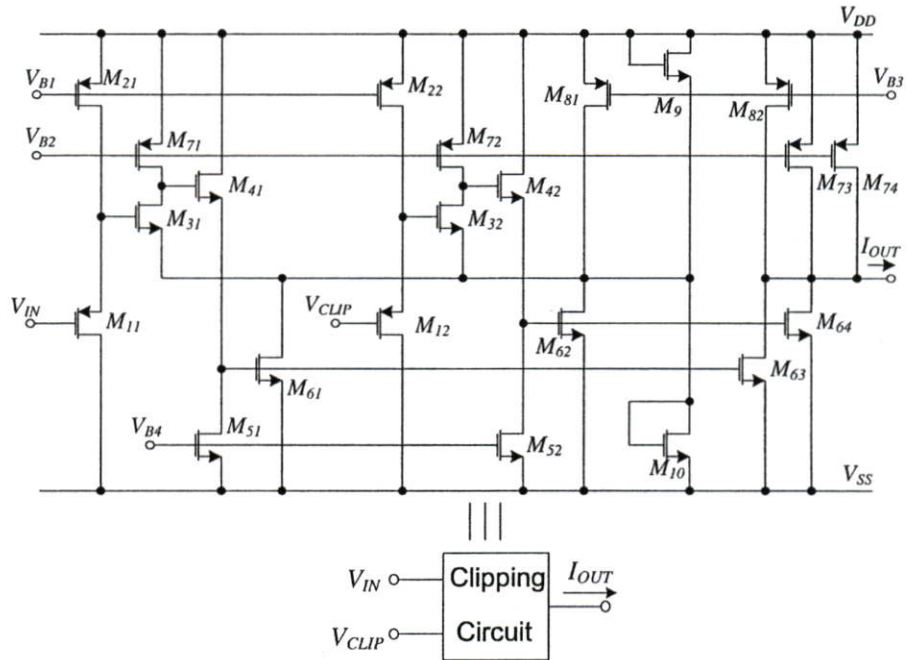 V_DD
V_B1
M_21
M_22
M_81
M_9
M_82
V_B3
V_B2
M_71
M_72
M_73
M_74
M_41
M_42
M_31
M_32
I_OUT
V_IN
M_11
V_CLIP
M_12
M_62
M_64
M_61
M_63
V_B4
M_51
M_52
M_10
V_SS
V_IN
Clipping
I_OUT
V_CLIP
Circuit